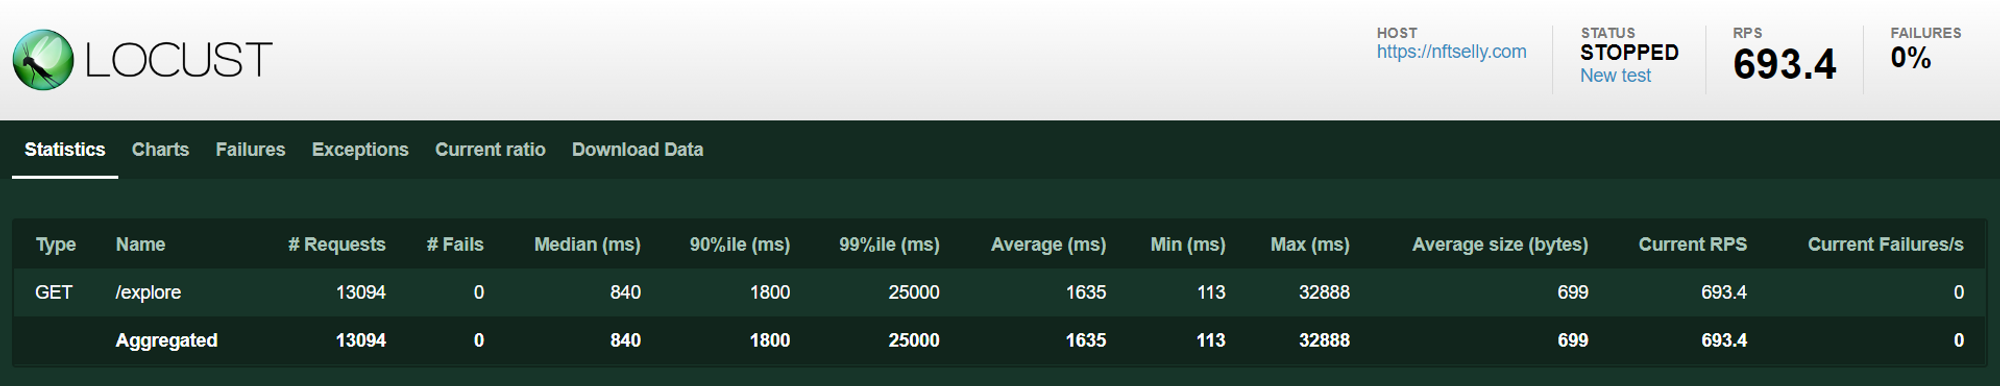 LOCUST
HOST
https://nftselly.com
STATUS
STOPPED
New test
RPS
693.4
FAILURES
0%
Statistics Charts Failures Exceptions Current ratio Download Data
Type Name # Requests # Fails Median (ms) 90%ile (ms) 99%ile (ms) Average (ms) Min (ms) Max (ms) Average size (bytes) Current RPS Current Failures/s
GET /explore 13094 0 840 1800 25000 1635 113 32888 699 693.4 0
Aggregated 13094 0 840 1800 25000 1635 113 32888 699 693.4 0